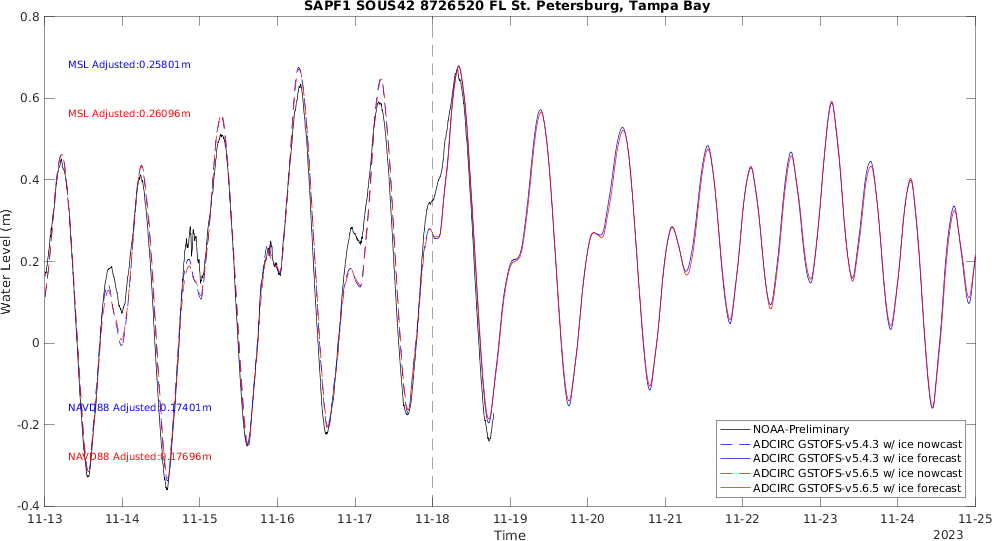 SAPF1 SOUS42 8726520 FL St. Petersburg, Tampa Bay
0.8
0.6
0.4
0.2
0
-0.2
-0.4
Water Level (m)
MSL Adjusted:0.25801m
MSL Adjusted:0.26096m
NAVD88 Adjusted:0.17401m
NAVD88 Adjusted:0.17696m
NOAA-Preliminary
ADCIRC GSTOFS-v5.4.3 w/ ice nowcast
ADCIRC GSTOFS-v5.4.3 w/ ice forecast
ADCIRC GSTOFS-v5.6.5 w/ ice nowcast
ADCIRC GSTOFS-v5.6.5 w/ ice forecast
11-13 11-14 11-15 11-16 11-17 11-18 11-19 11-20 11-21 11-22 11-23 11-24 11-25
Time
2023